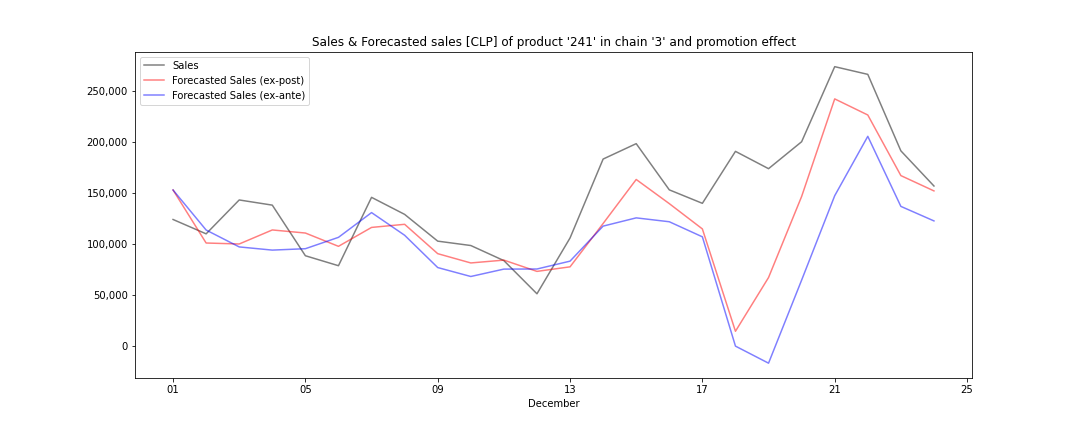 Sales & Forecasted sales [CLP] of product '241' in chain '3' and promotion effect
Sales
Forecasted Sales (ex-post)
Forecasted Sales (ex-ante)
250,000
200,000
150,000
100,000
50,000
0
01 05 09 13 17 21 25
December